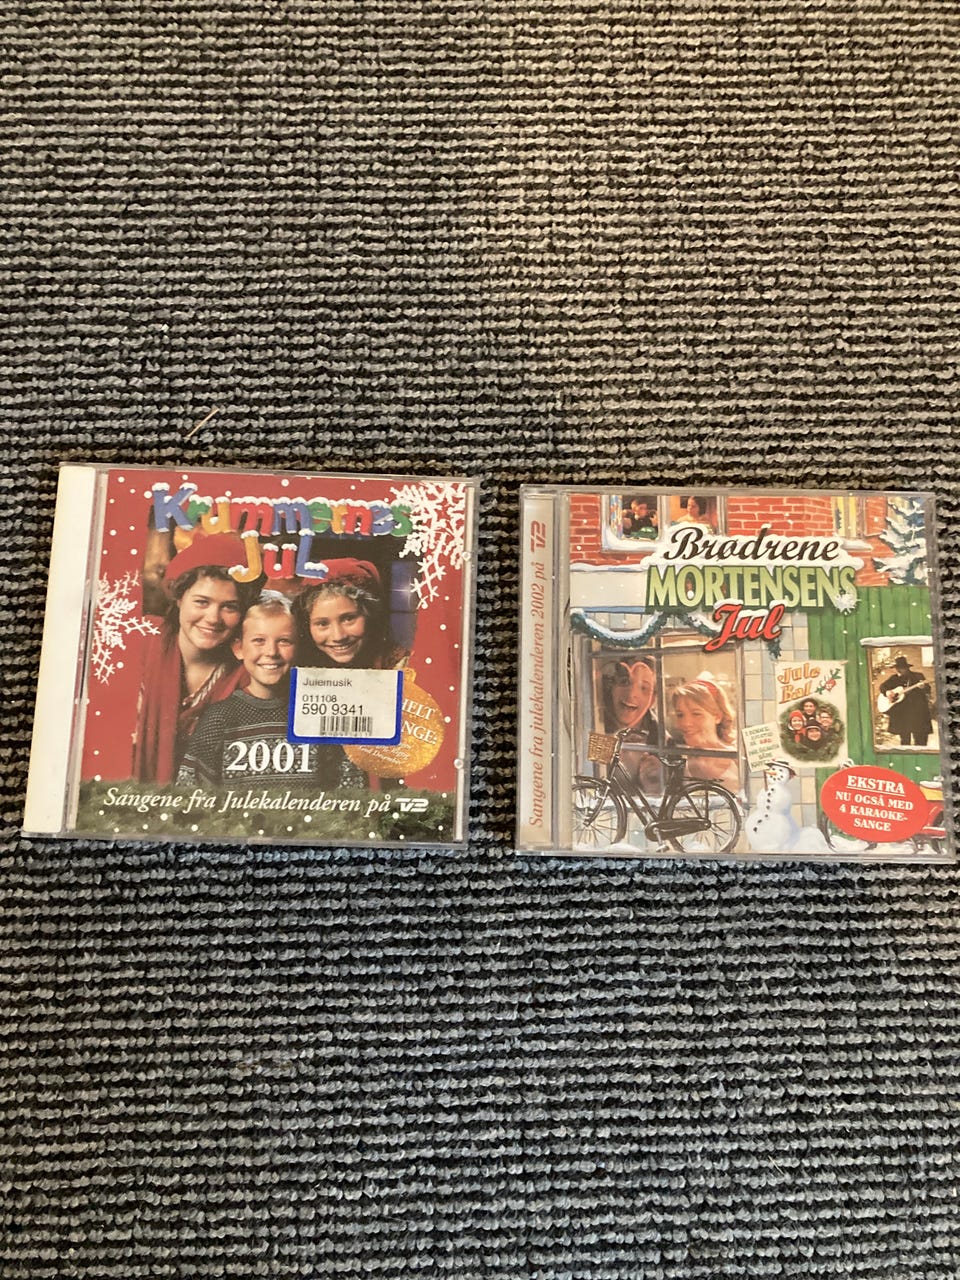 Krummernes
Jul
Julemusik
011108
590 9341
HELT
2001
Sangene fra Julekalenderen på TV2
Sangene fra julekalenderen 2002 på TV2
Brødrene
MORTENSENS
Jul
Jule
Bal
EKSTRA
NU OGSÅ MED
4 KARAOKE-
SANGE